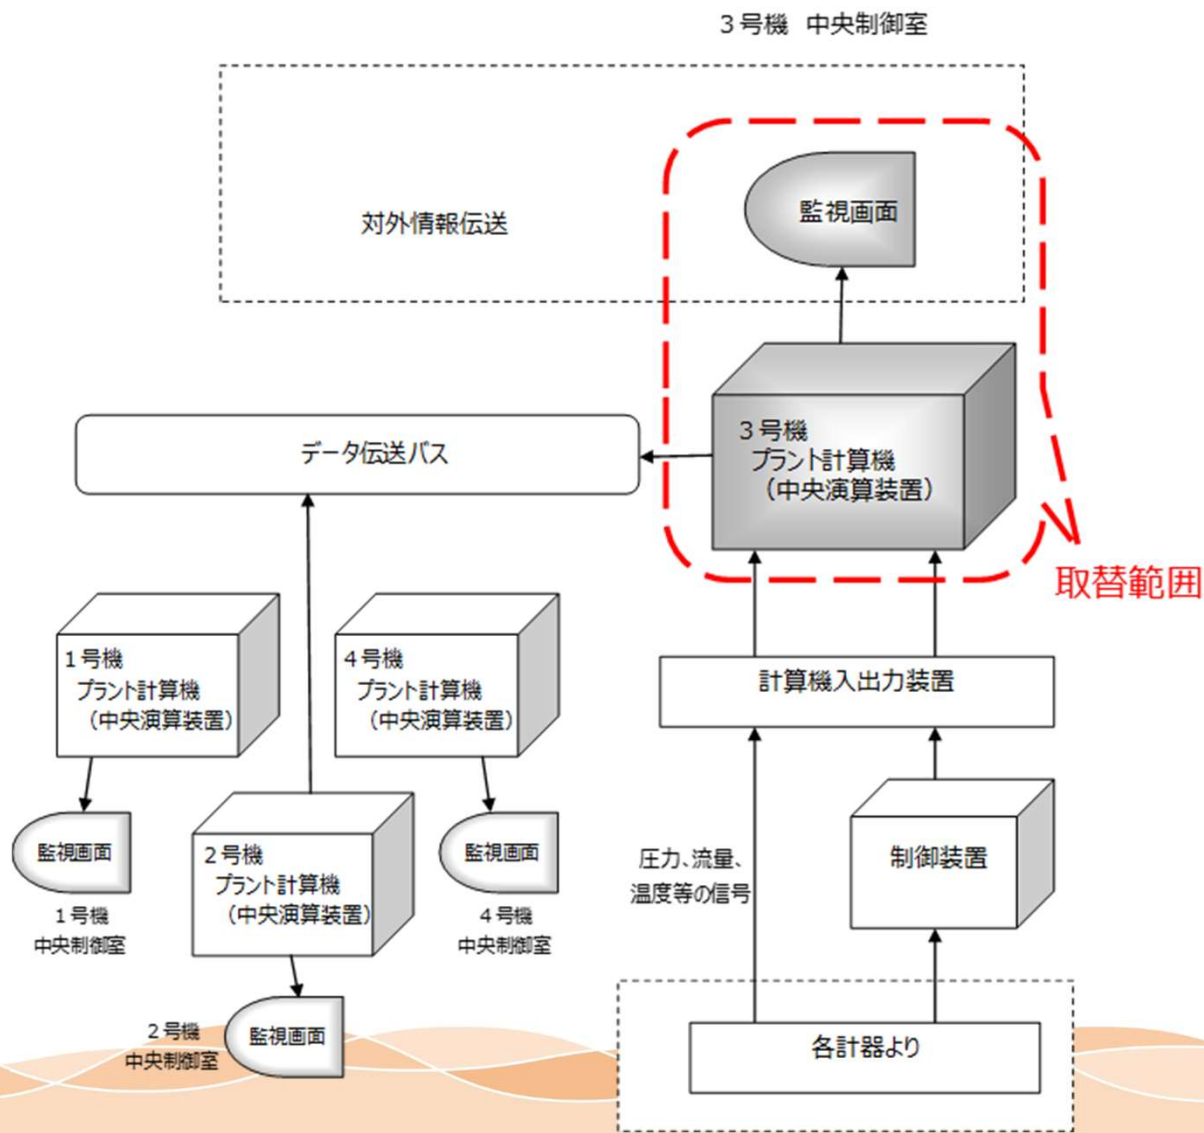 ３号機 中央制御室
監視画面
対外情報伝送
３号機
プラント計算機
（中央演算装置）
データ伝送バス
取替範囲
１号機
プラント計算機
（中央演算装置）
４号機
プラント計算機
（中央演算装置）
計算機入出力装置
監視画面
１号機
中央制御室
２号機
プラント計算機
（中央演算装置）
監視画面
４号機
中央制御室
圧力、流量、
温度等の信号
制御装置
２号機
中央制御室
監視画面
各計器より